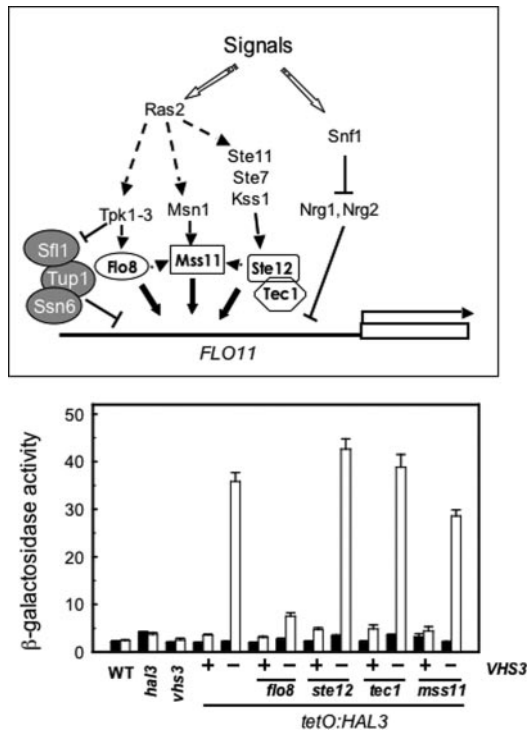 Signals
Ras2
Snf1
Ste11
Ste7
Kss1
Tpk1-3
Msn1
Nrg1, Nrg2
Sfl1
Tup1
Ssn6
Flo8
Mss11
Ste12
Tec1
FLO11
β-galactosidase activity
50
40
30
20
10
0
WT
hal3
vhs3
+ − + − + − + − + − VHS3
flo8 ste12 tec1 mss11
tetO:HAL3